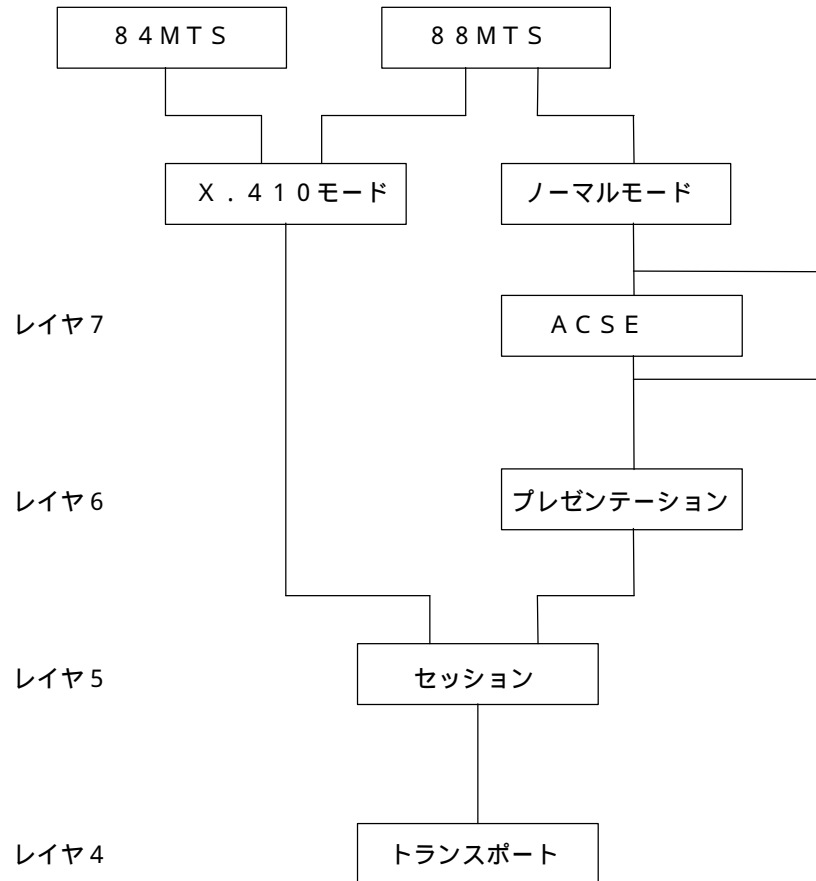 84MTS
88MTS
X.410モード
ノーマルモード
レイヤ7
ACSE
レイヤ6
プレゼンテーション
レイヤ5
セッション
レイヤ4
トランスポート